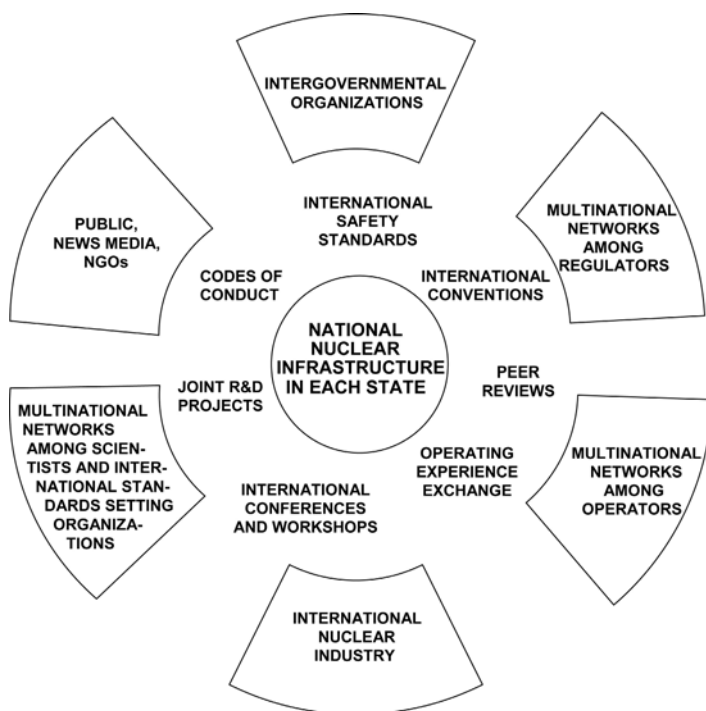 INTERGOVERNMENTAL
ORGANIZATIONS
PUBLIC,
NEWS MEDIA,
NGOs
INTERNATIONAL
SAFETY
STANDARDS
MULTINATIONAL
NETWORKS
AMONG
REGULATORS
CODES OF
CONDUCT
INTERNATIONAL
CONVENTIONS
NATIONAL
NUCLEAR
INFRASTRUCTURE
IN EACH STATE
JOINT R&D
PROJECTS
PEER
REVIEWS
MULTINATIONAL
NETWORKS
AMONG SCIEN-
TISTS AND INTER-
NATIONAL STAN-
DARDS SETTING
ORGANIZA-
TIONS
INTERNATIONAL
CONFERENCES
AND WORKSHOPS
OPERATING
EXPERIENCE
EXCHANGE
MULTINATIONAL
NETWORKS
AMONG
OPERATORS
INTERNATIONAL
NUCLEAR
INDUSTRY